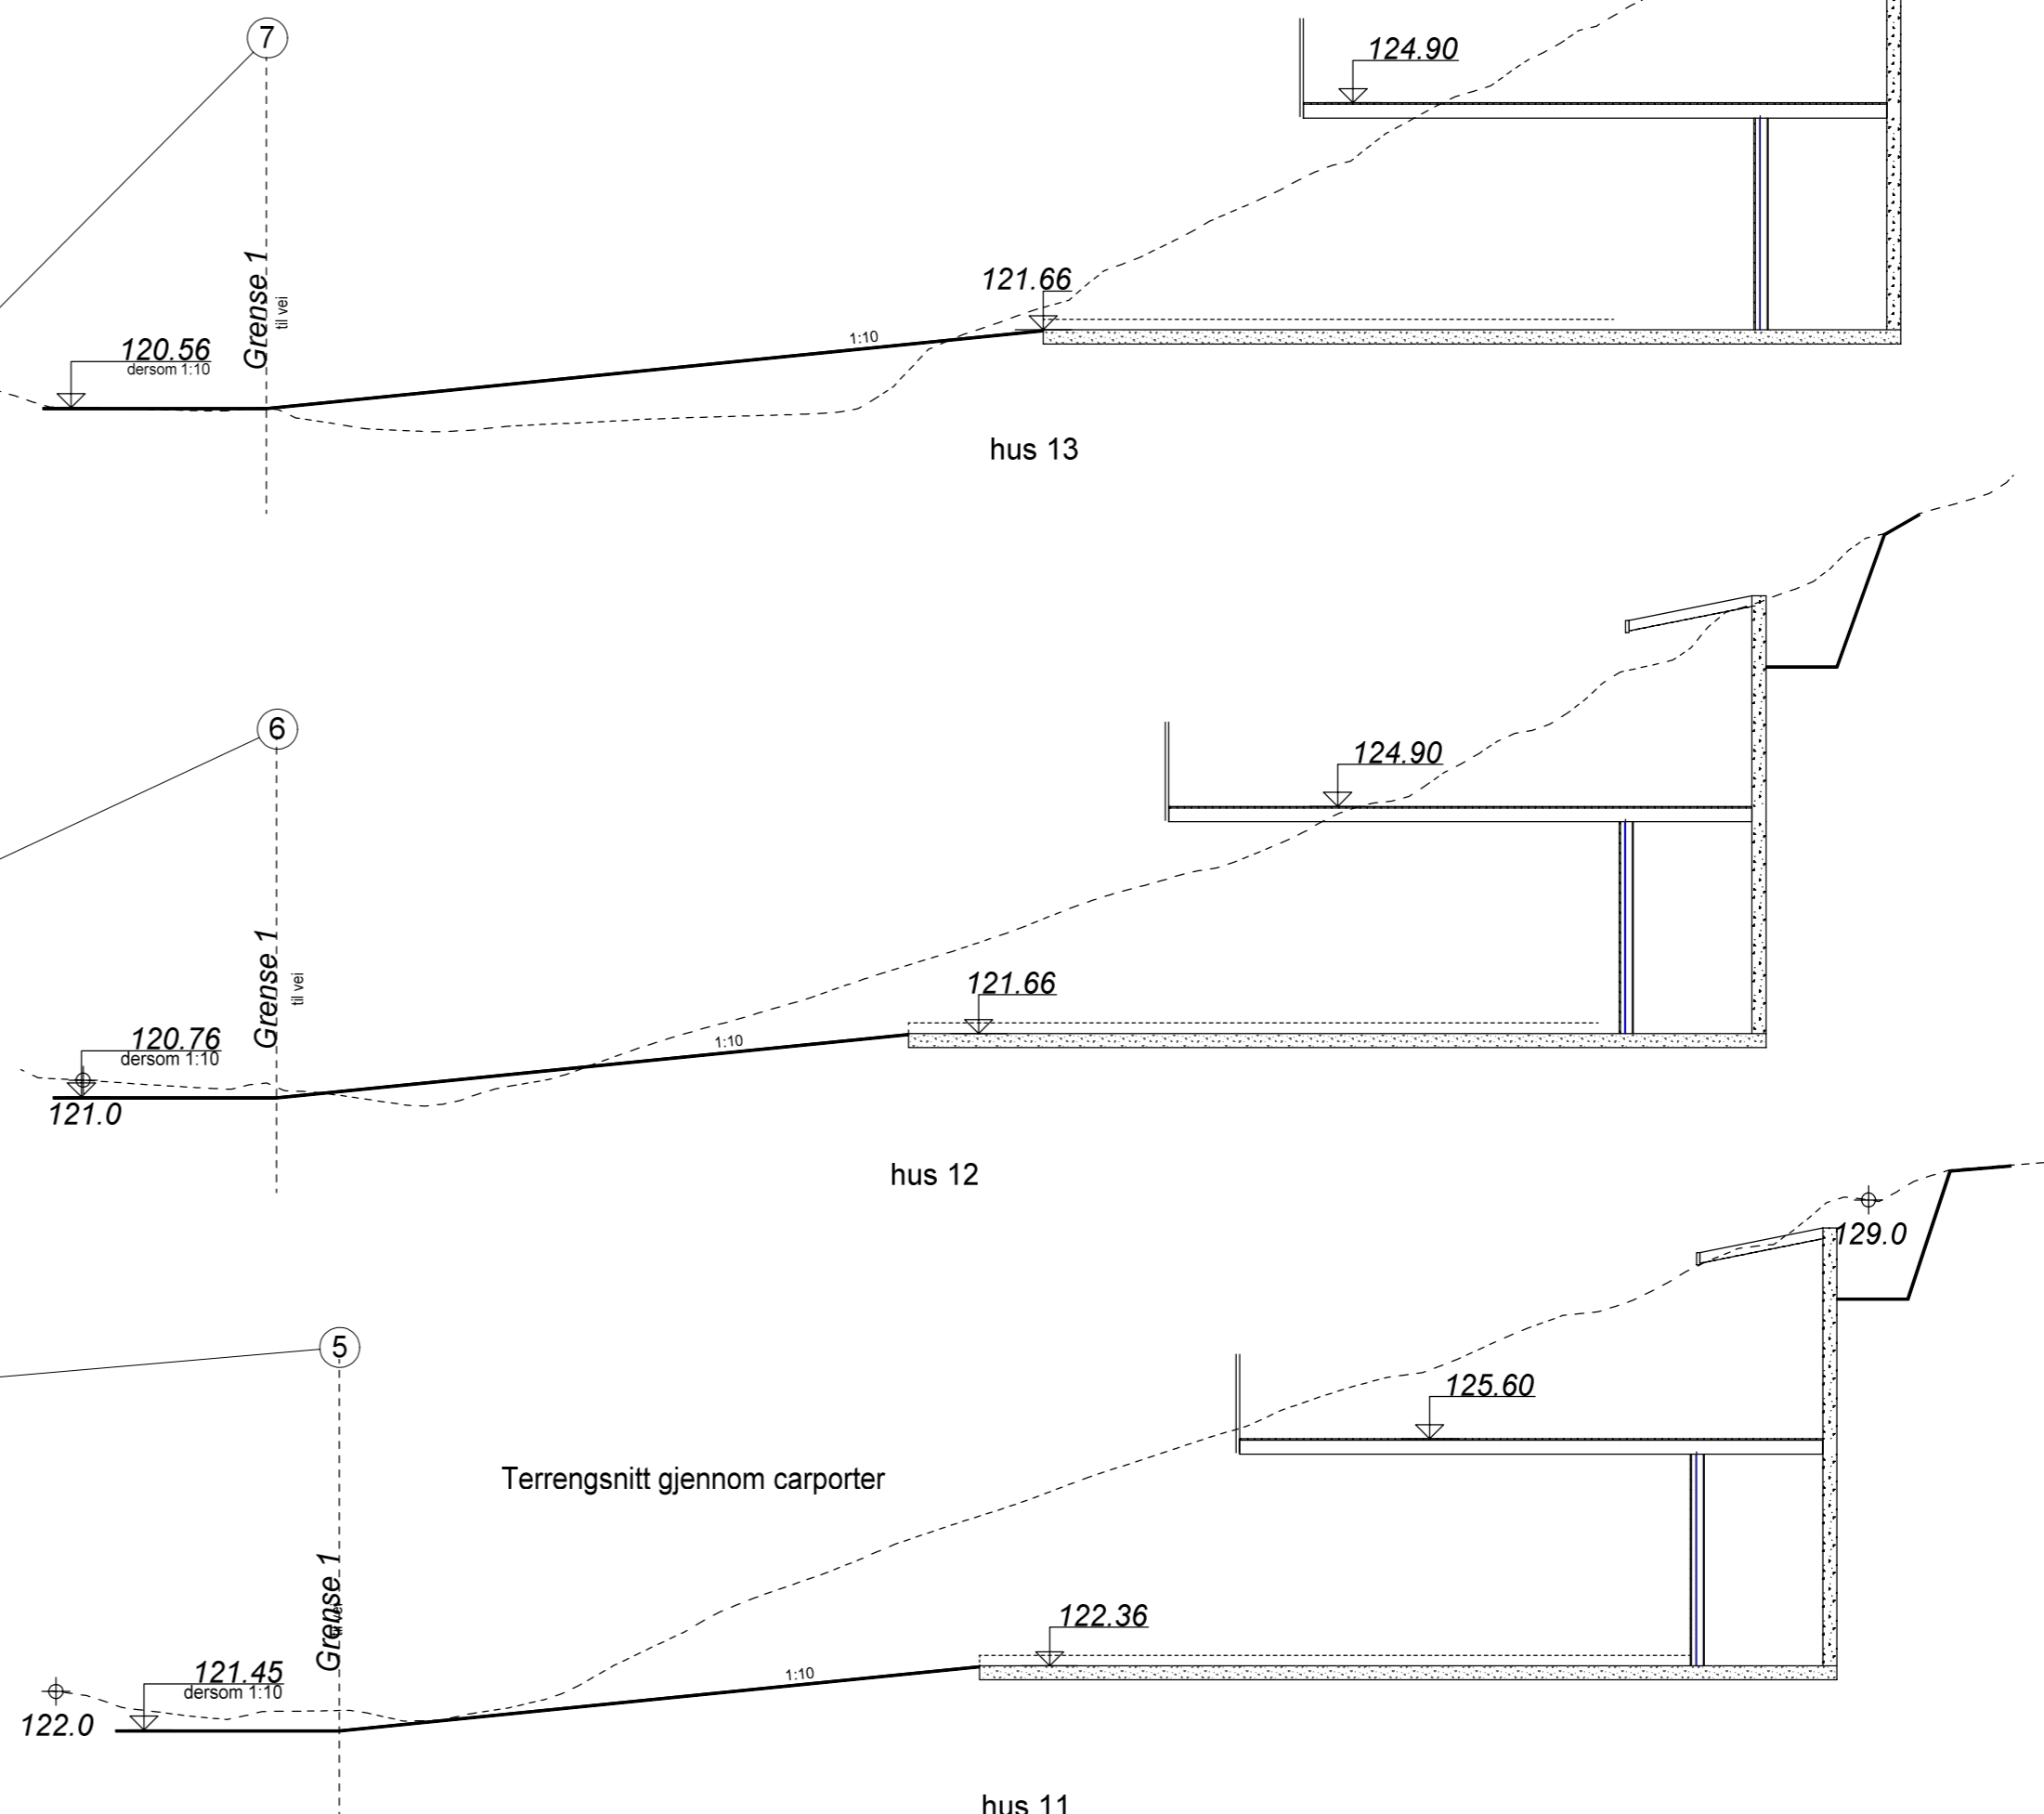 7
124.90
Grense 1
til vei
121.66
1:10
120.56
dersom 1:10
hus 13
6
124.90
Grense 1
til vei
121.66
1:10
120.76
dersom 1:10
121.0
hus 12
129.0
5
125.60
Terrengsnitt gjennom carporter
Grense 1
til vei
122.36
1:10
121.45
dersom 1:10
122.0
hus 11